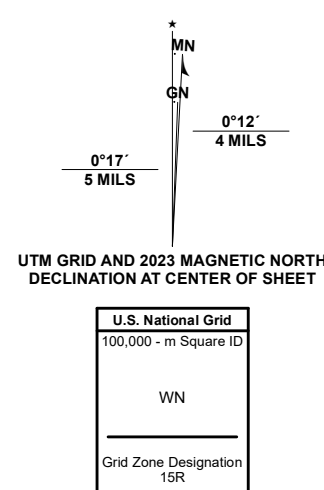 ★
MN
GN
0°12´
4 MILS
0°17´
5 MILS
UTM GRID AND 2023 MAGNETIC NORTH
DECLINATION AT CENTER OF SHEET
U.S. National Grid
100,000 - m Square ID
WN
Grid Zone Designation
15R